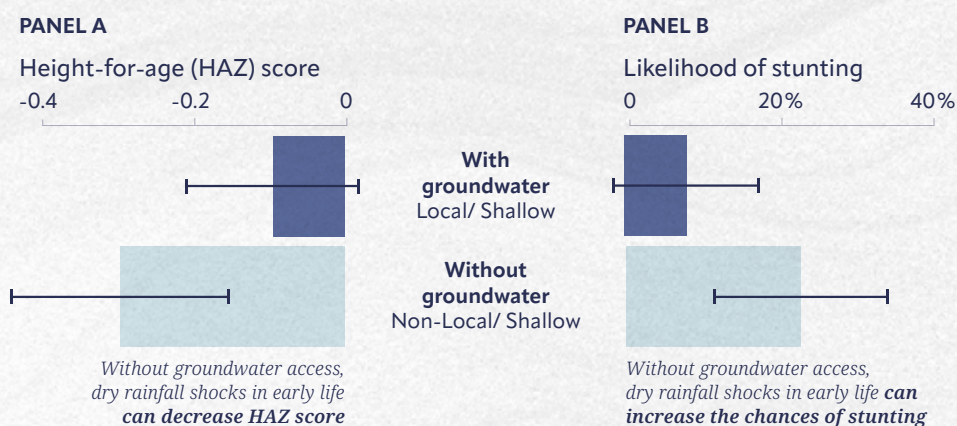 PANEL A
Height-for-age (HAZ) score
-0.4 -0.2 0
PANEL B
Likelihood of stunting
0 20% 40%
With
groundwater
Local/ Shallow
Without
groundwater
Non-Local/ Shallow
Without groundwater access,
dry rainfall shocks in early life
can decrease HAZ score
Without groundwater access,
dry rainfall shocks in early life can
increase the chances of stunting